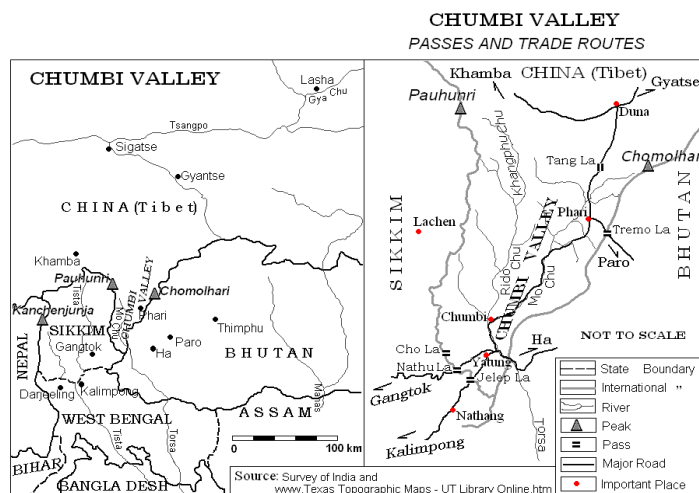 CHUMBI VALLEY
PASSES AND TRADE ROUTES
CHUMBI VALLEY
Lasha
Gya Chu
Tsangpo
Sigatse
Gyantse
CHINA (Tibet)
Khamba
Pauhunri
Tista
Mo Chu
CHUMBI VALLEY
Chomolhari
Phari
Kanchenjunja
SIKKIM
Gangtok
Thimphu
Paro
Ha
BHUTAN
NEPAL
Darjeeling
Kalimpong
WEST BENGAL
ASSAM
Manas
Tista
Torsa
BIHAR
BANGLA DESH
0
100 km
Khamba
CHINA (Tibet)
Gyatse
Pauhunri
Duna
Khangphu Chu
Tang La
Chomolhari
SIKKIM
Lachen
Phari
Tremo La
BHUTAN
Paro
CHUMBI VALLEY
Rido Chu
Mo Chu
Chumbi
Ha
NOT TO SCALE
Cho La
Yatung
Nathu La
Jelep La
Gangtok
Nathang
Kalimpong
Torsa
State Boundary
International "
River
Peak
Pass
Major Road
Important Place
Source: Survey of India and
www.Texas Topographic Maps - UT Library Online.htm